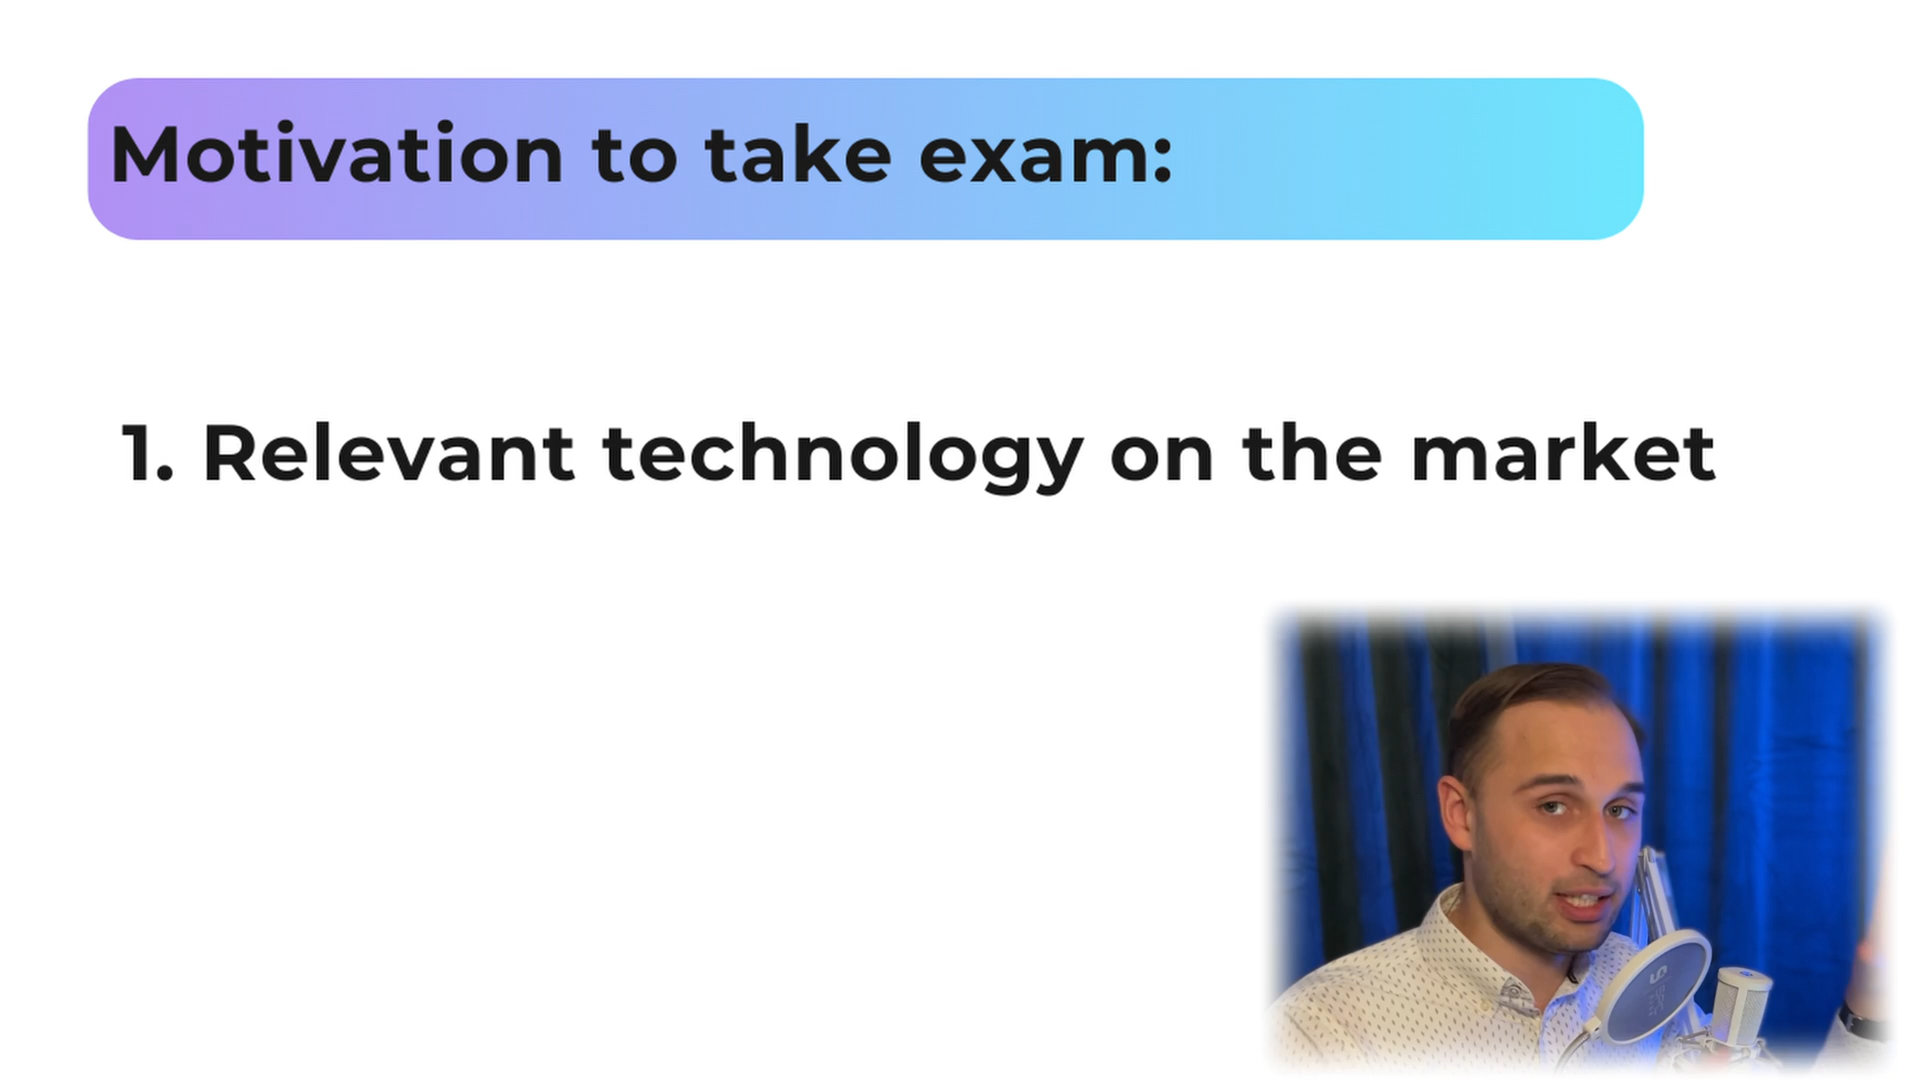 Motivation to take exam:
1. Relevant technology on the market